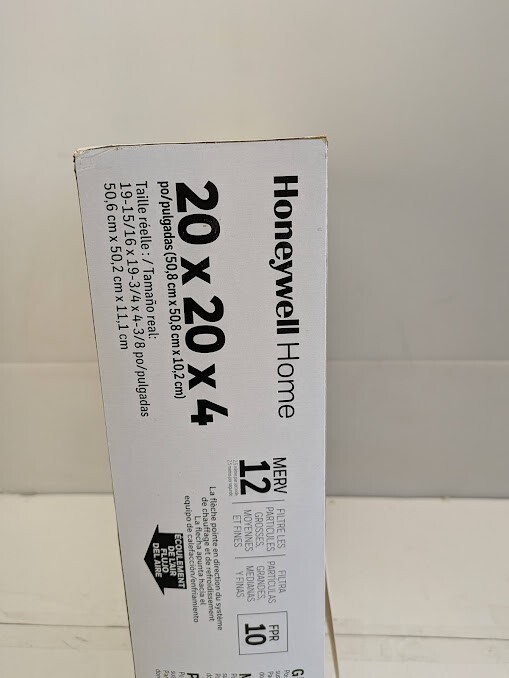 Honeywell Home
20 x 20 x 4
po/pulgadas (50,8 cm x 50,8 cm x 10,2 cm)
Taille réelle : / Tamaño real:
19-15/16 x 19-3/4 x 4-3/8 po/pulgadas
50,6 cm x 50,2 cm x 11,1 cm
MERV
12
FILTRE LES
PARTICULES
GROSSES,
MOYENNES
ET FINES
FILTRA
PARTÍCULAS
GRANDES,
MEDIANAS
Y FINAS
FPR
10
La flèche pointe en direction du système
de chauffage et de refroidissement
La flecha apunta hacia el
equipo de calefacción/enfriamiento
ÉCOULEMENT
DE L'AIR
FLUJO
DEL AIRE